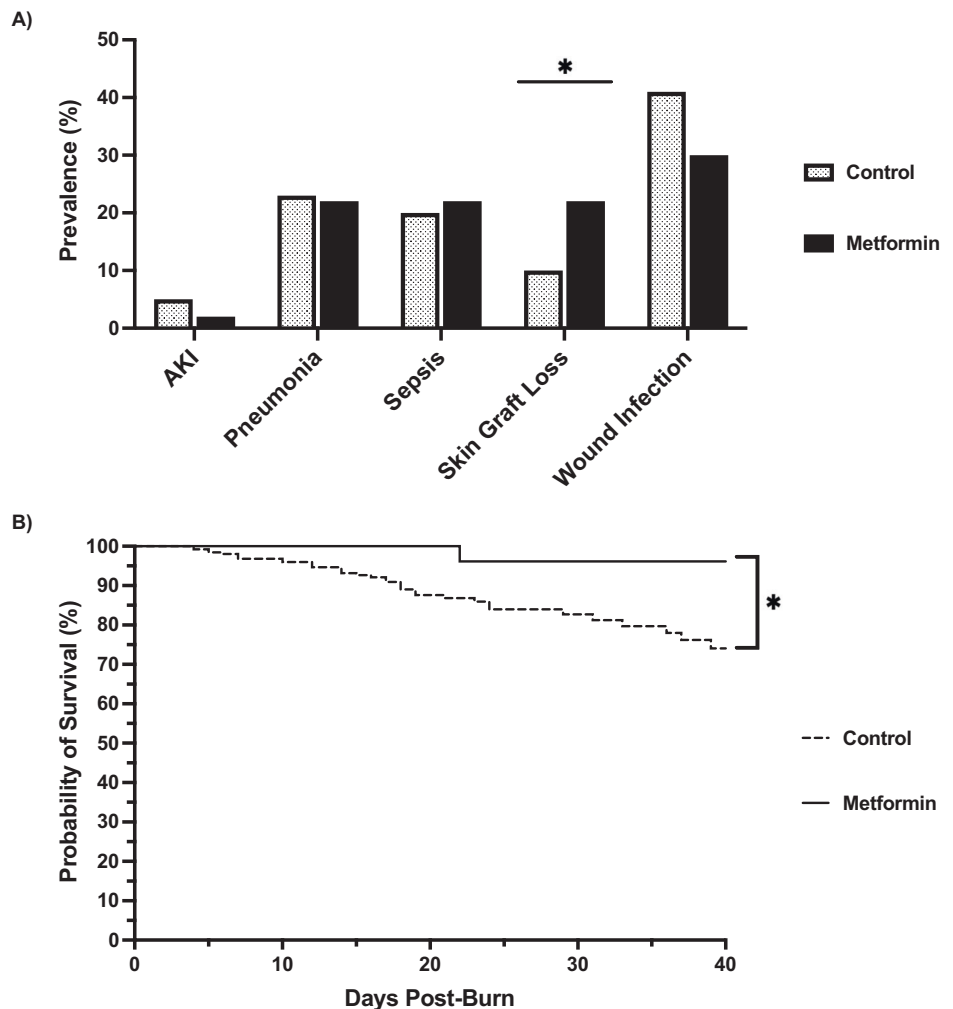 A)
50
40
30
20
10
0
Prevalence (%)
*
Control
Metformin
AKI
Pneumonia
Sepsis
Skin Graft Loss
Wound Infection
B)
100
90
80
70
60
50
40
30
20
10
0
Probability of Survival (%)
*
Control
Metformin
0 10 20 30 40
Days Post-Burn